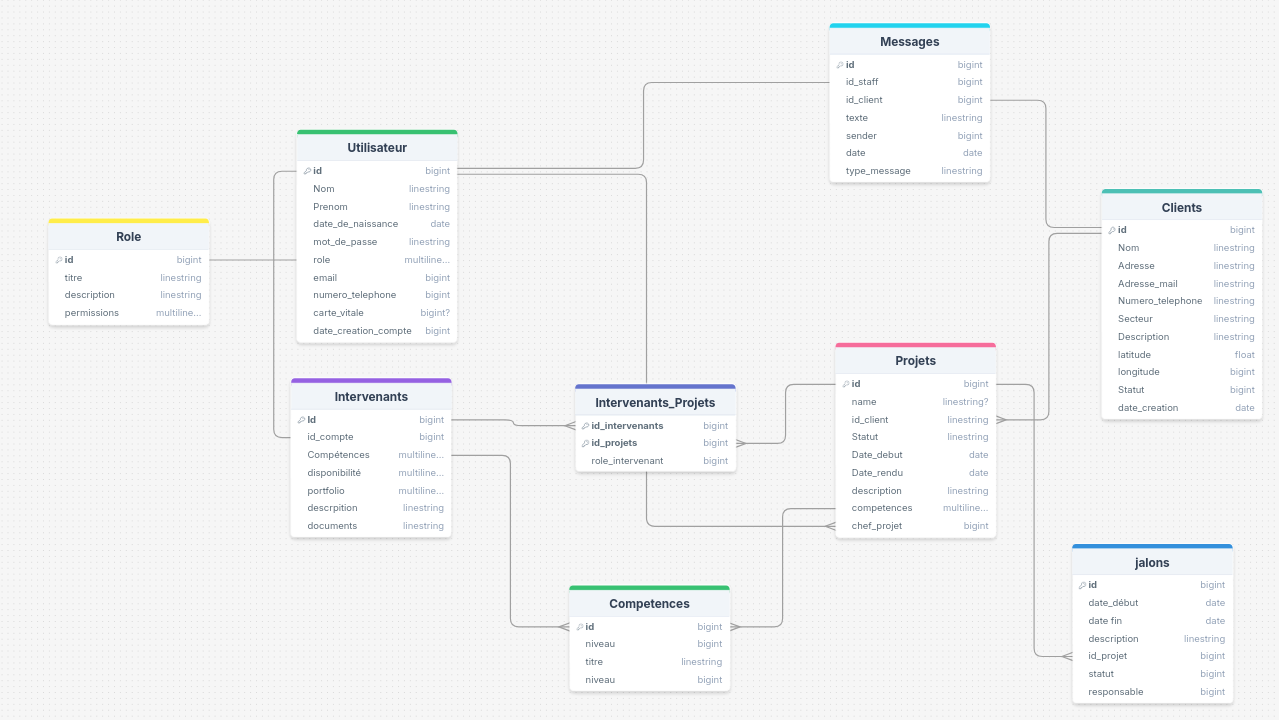 Messages
id bigint
id_staff bigint
id_client bigint
texte linestring
sender bigint
date date
type_message linestring
Utilisateur
id bigint
Nom linestring
Prenom linestring
date_de_naissance date
mot_de_passe linestring
role multiline...
email bigint
numero_telephone bigint
carte_vitale bigint?
date_creation_compte bigint
Clients
id bigint
Nom linestring
Adresse linestring
Adresse_mail linestring
Numero_telephone linestring
Secteur linestring
Description linestring
latitude float
longitude bigint
Statut bigint
date_creation date
Role
id bigint
titre linestring
description linestring
permissions multiline...
Projets
id bigint
name linestring?
id_client linestring
Statut linestring
Date_debut date
Date_rendu date
description linestring
competences multiline...
chef_projet bigint
Intervenants
Id bigint
id_compte bigint
Compétences multiline...
disponibilité multiline...
portfolio multiline...
descrpition linestring
documents linestring
Intervenants_Projets
id_intervenants bigint
id_projets bigint
role_intervenant bigint
jalons
id bigint
date_début date
date fin date
description linestring
id_projet bigint
statut bigint
responsable bigint
Competences
id bigint
niveau bigint
titre linestring
niveau bigint